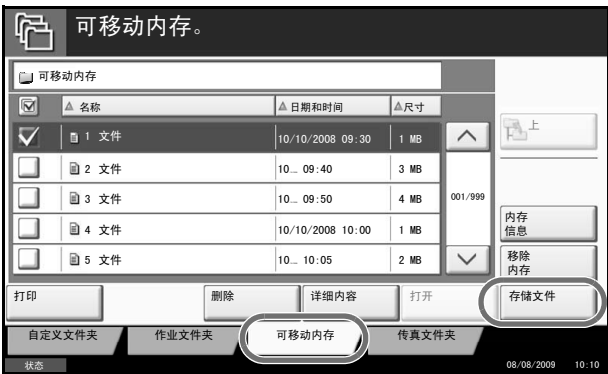 可移动内存。
可移动内存
名称 日期和时间 尺寸
1 文件 10/10/2008 09:30 1 MB
2 文件 10… 09:40 3 MB
3 文件 10… 09:50 4 MB
4 文件 10/10/2008 10:00 1 MB
5 文件 10… 10:05 2 MB
001/999
上
内存
信息
移除
内存
打印 删除 详细内容 打开 存储文件
自定义文件夹 作业文件夹 可移动内存 传真文件夹
状态 08/08/2009 10:10